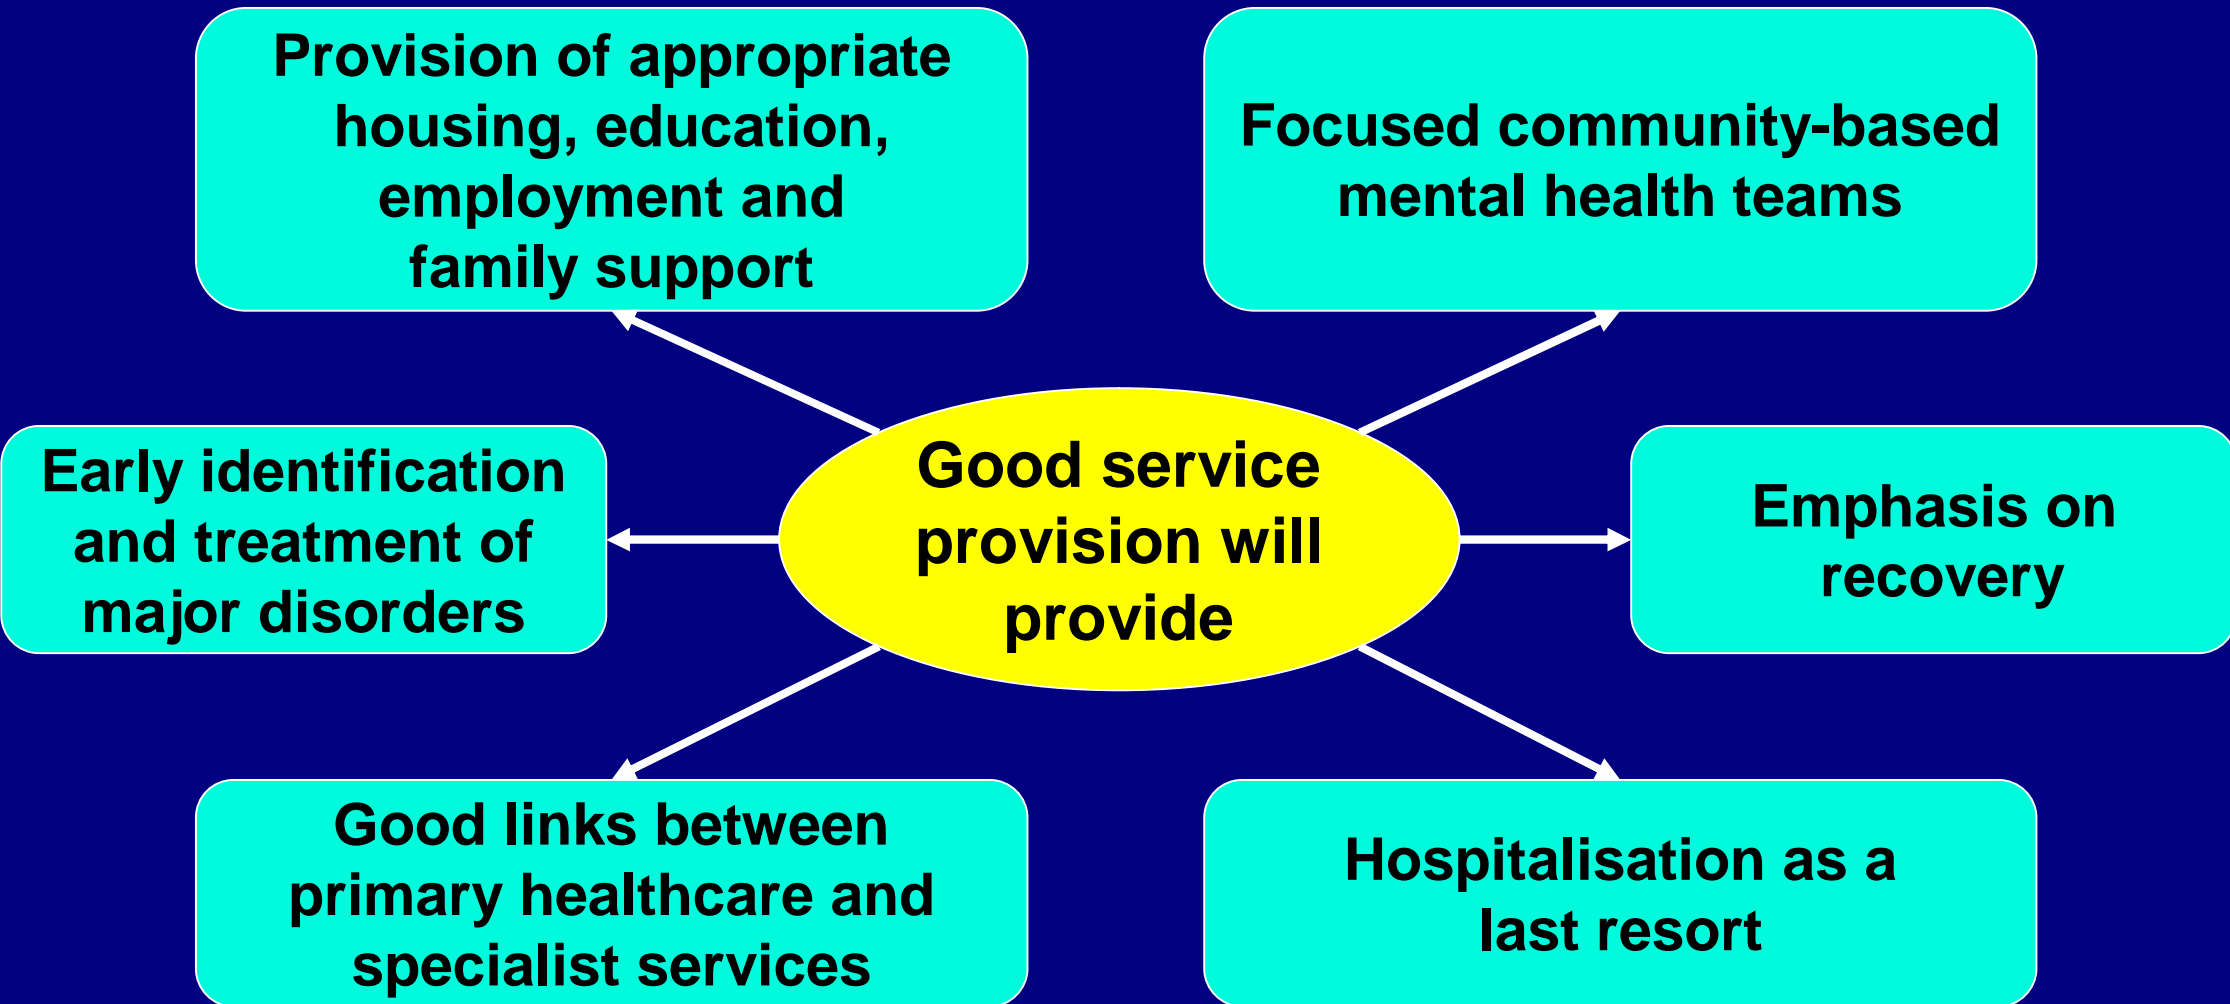 Provision of appropriate
housing, education,
employment and
family support
Focused community-based
mental health teams
Early identification
and treatment of
major disorders
Good service
provision will
provide
Emphasis on
recovery
Good links between
primary healthcare and
specialist services
Hospitalisation as a
last resort